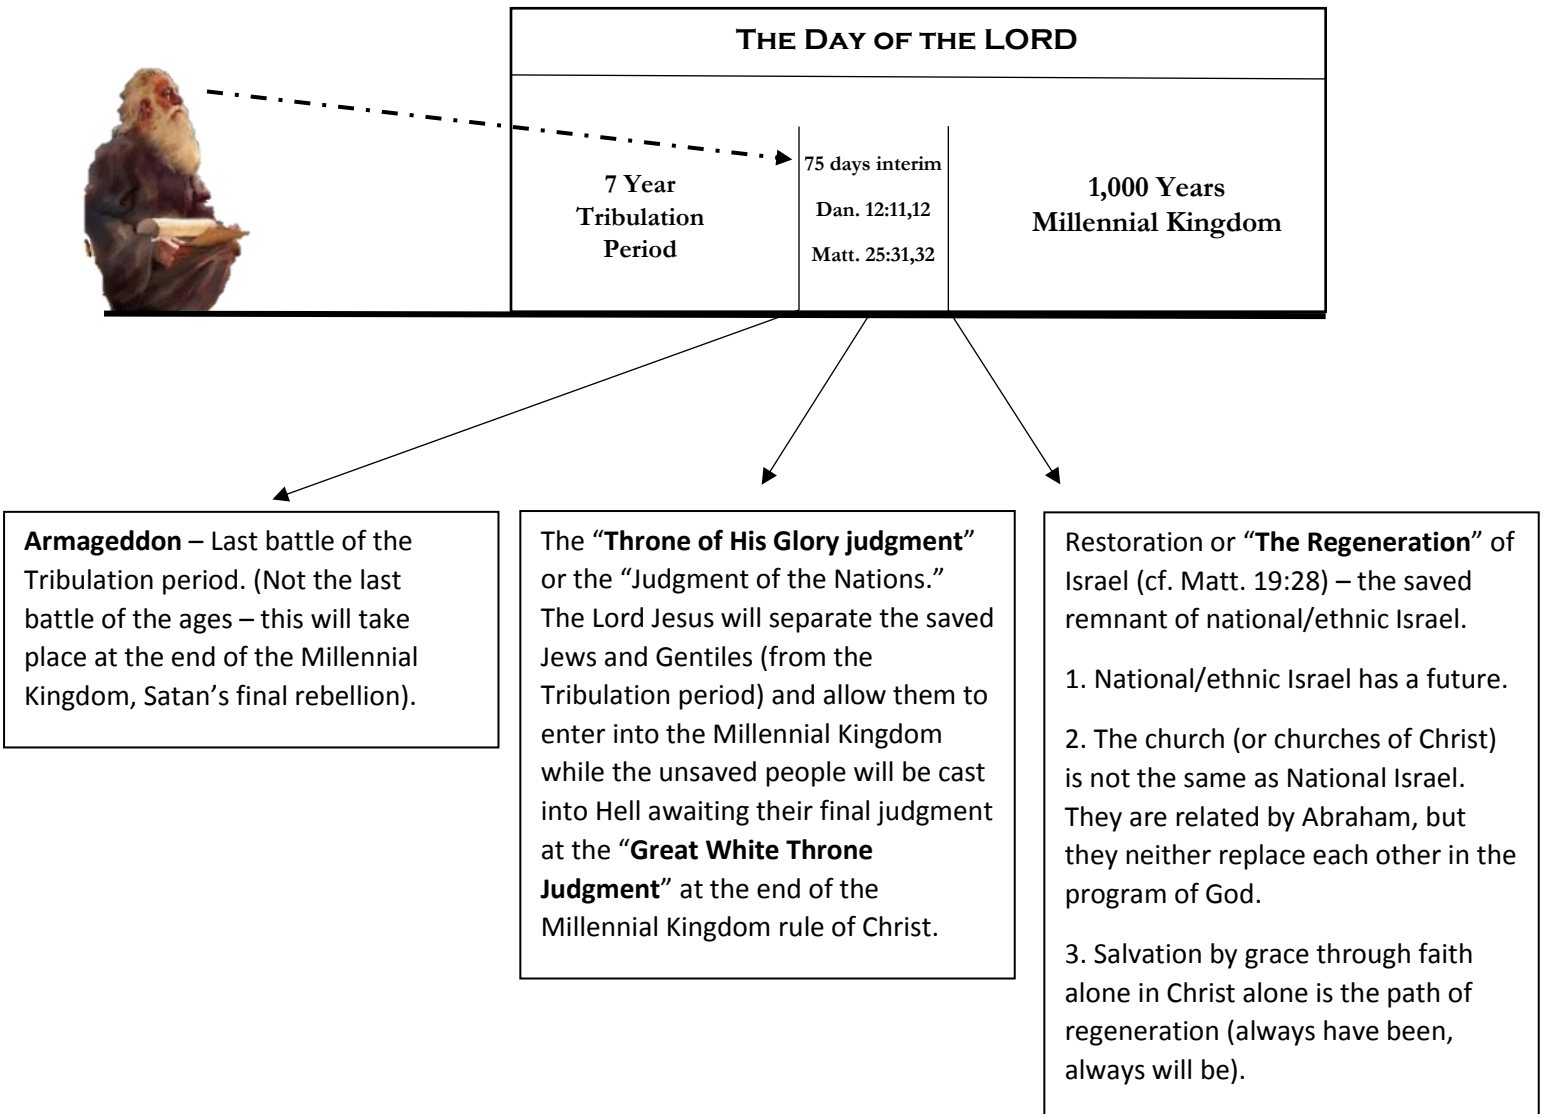 THE DAY OF THE LORD
7 Year
Tribulation
Period
75 days interim
Dan. 12:11,12
Matt. 25:31,32
1,000 Years
Millennial Kingdom
Armageddon – Last battle of the
Tribulation period. (Not the last
battle of the ages – this will take
place at the end of the Millennial
Kingdom, Satan’s final rebellion).
The “Throne of His Glory judgment”
or the “Judgment of the Nations.”
The Lord Jesus will separate the saved
Jews and Gentiles (from the
Tribulation period) and allow them to
enter into the Millennial Kingdom
while the unsaved people will be cast
into Hell awaiting their final judgment
at the “Great White Throne
Judgment” at the end of the
Millennial Kingdom rule of Christ.
Restoration or “The Regeneration” of
Israel (cf. Matt. 19:28) – the saved
remnant of national/ethnic Israel.
1. National/ethnic Israel has a future.
2. The church (or churches of Christ)
is not the same as National Israel.
They are related by Abraham, but
they neither replace each other in the
program of God.
3. Salvation by grace through faith
alone in Christ alone is the path of
regeneration (always have been,
always will be).